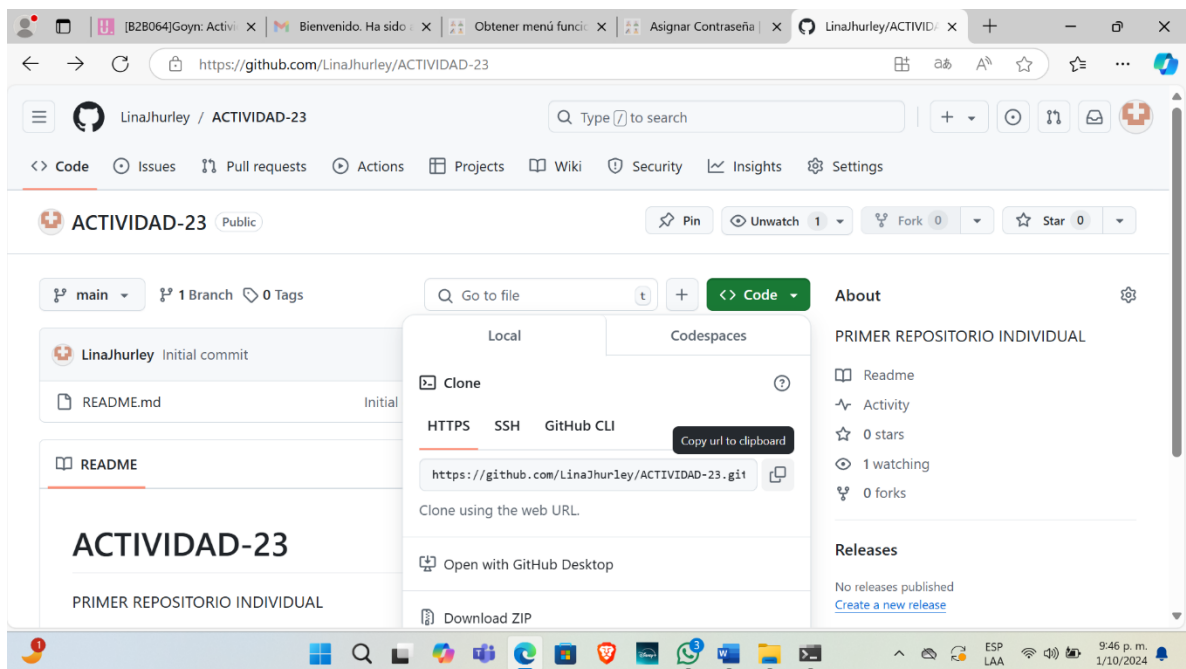 [B2B064]Goyn: Activi
Bienvenido. Ha sido
Obtener menú funcic
Asignar Contraseña |
LinaJhurley/ACTIVIDA
https://github.com/LinaJhurley/ACTIVIDAD-23
LinaJhurley / ACTIVIDAD-23
Type / to search
<> Code
Issues
Pull requests
Actions
Projects
Wiki
Security
Insights
Settings
ACTIVIDAD-23 Public
Pin
Unwatch 1
Fork 0
Star 0
main
1 Branch
0 Tags
Go to file
t
<> Code
About
Local
Codespaces
PRIMER REPOSITORIO INDIVIDUAL
LinaJhurley Initial commit
Clone
Readme
README.md
Initial
Activity
HTTPS
SSH
GitHub CLI
Copy url to clipboard
0 stars
README
https://github.com/LinaJhurley/ACTIVIDAD-23.git
1 watching
Clone using the web URL.
0 forks
ACTIVIDAD-23
Open with GitHub Desktop
Releases
No releases published
Create a new release
PRIMER REPOSITORIO INDIVIDUAL
Download ZIP
1
3
ESP
LAA
9:46 p. m.
1/10/2024